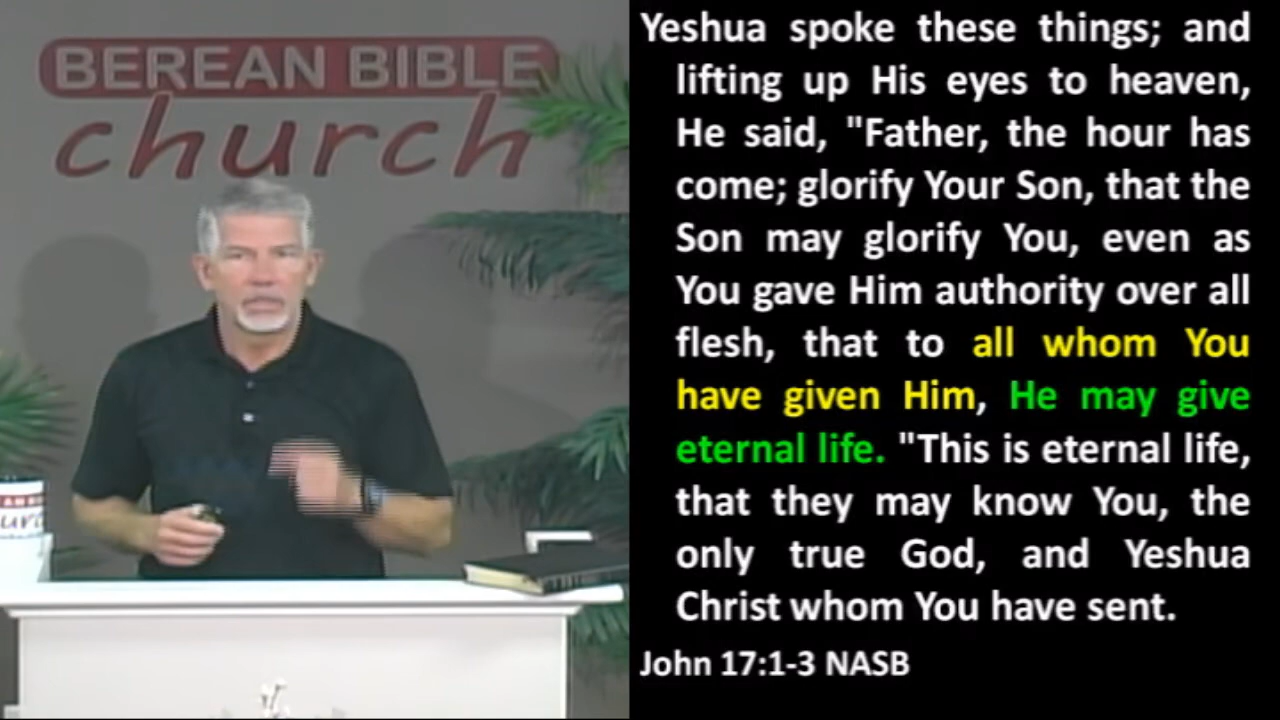 BEREAN BIBLE
church
Yeshua spoke these things; and
lifting up His eyes to heaven,
He said, "Father, the hour has
come; glorify Your Son, that the
Son may glorify You, even as
You gave Him authority over all
flesh, that to all whom You
have given Him, He may give
eternal life. "This is eternal life,
that they may know You, the
only true God, and Yeshua
Christ whom You have sent.
John 17:1-3 NASB